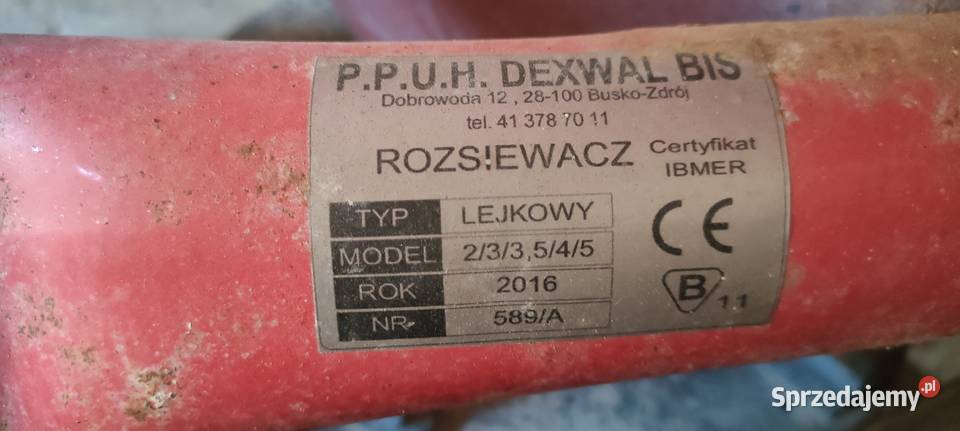 P.P.U.H. DEXWAL BIS
Dobrowoda 12 , 28-100 Busko-Zdrój
tel. 41 378 70 11
ROZSIEWACZ Certyfikat
IBMER
TYP LEJKOWY
MODEL 2/3/3,5/4/5
ROK 2016
NR 589/A
CE
B 11
Sprzedajemy.pl